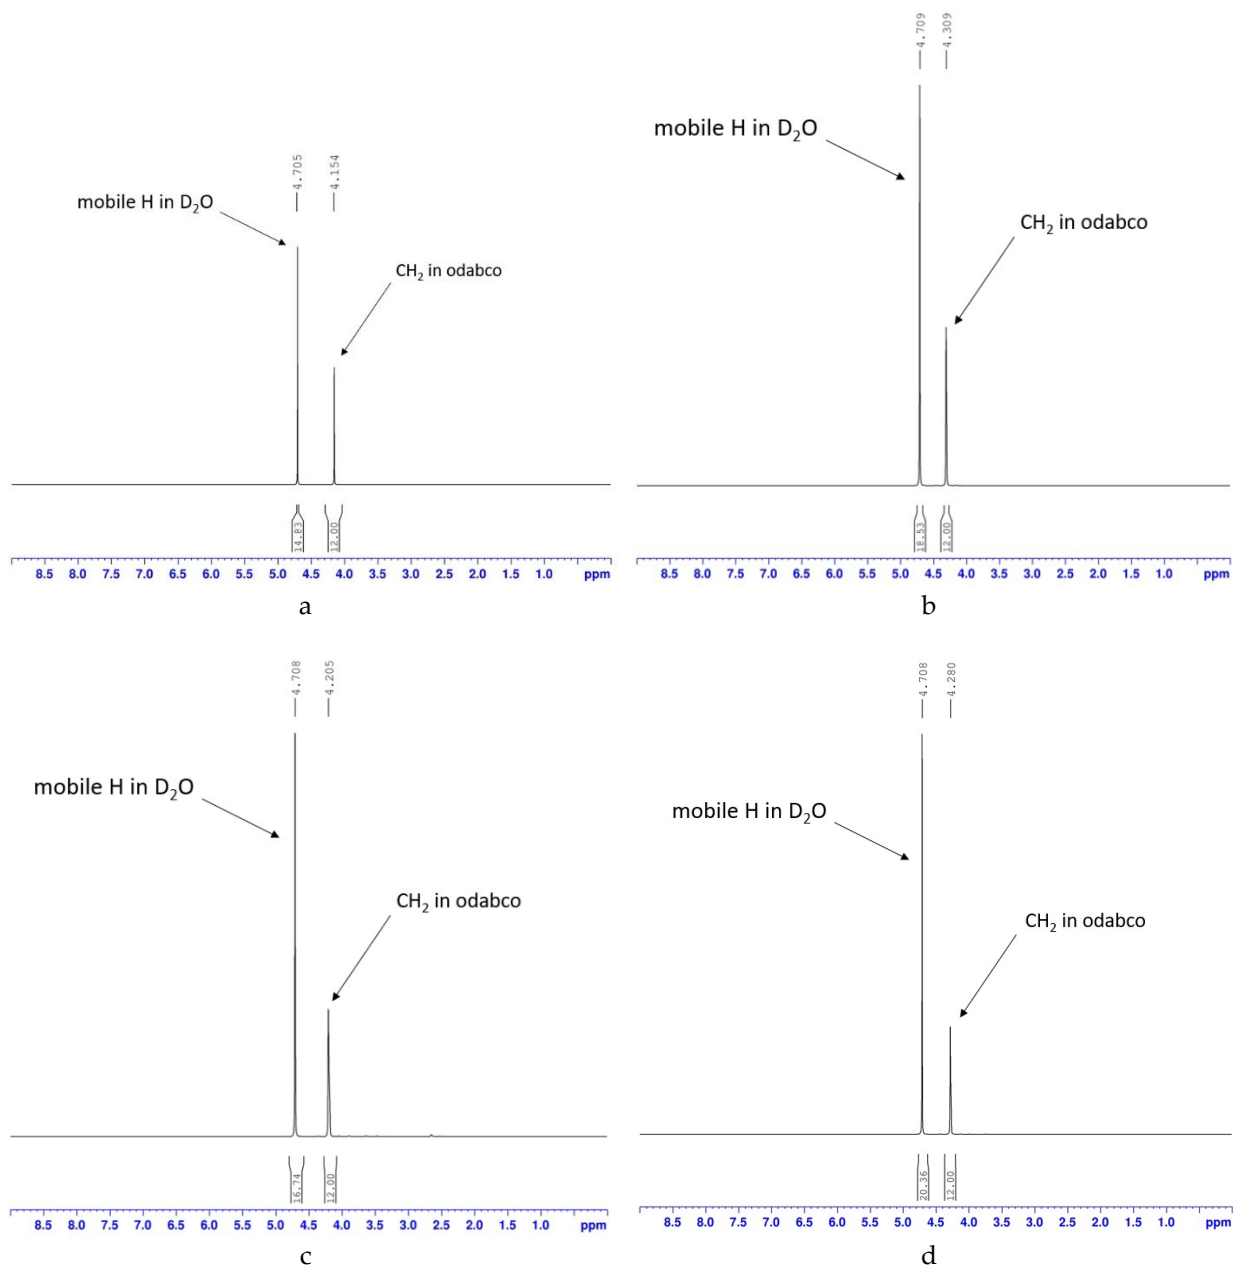 4.705
4.154
mobile H in D₂O
CH₂ in odabco
14.83
12.00
8.5 8.0 7.5 7.0 6.5 6.0 5.5 5.0 4.5 4.0 3.5 3.0 2.5 2.0 1.5 1.0 ppm
a
4.709
4.309
mobile H in D₂O
CH₂ in odabco
18.53
12.00
8.5 8.0 7.5 7.0 6.5 6.0 5.5 5.0 4.5 4.0 3.5 3.0 2.5 2.0 1.5 1.0 ppm
b
4.708
4.205
mobile H in D₂O
CH₂ in odabco
16.74
12.00
8.5 8.0 7.5 7.0 6.5 6.0 5.5 5.0 4.5 4.0 3.5 3.0 2.5 2.0 1.5 1.0 ppm
c
4.708
4.280
mobile H in D₂O
CH₂ in odabco
20.36
12.00
8.5 8.0 7.5 7.0 6.5 6.0 5.5 5.0 4.5 4.0 3.5 3.0 2.5 2.0 1.5 1.0 ppm
d